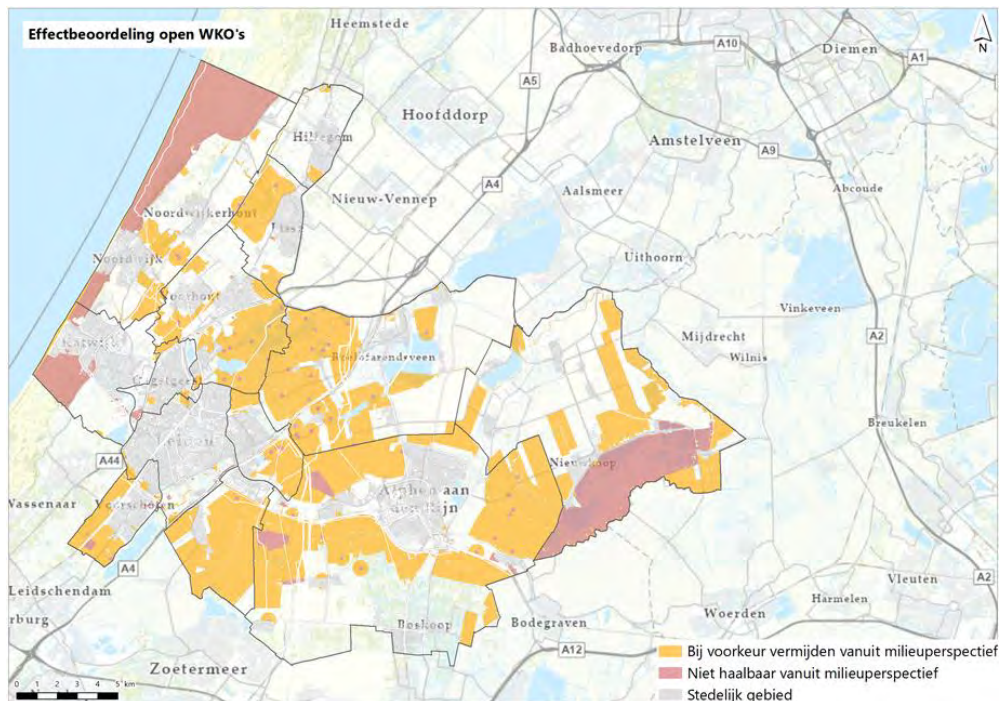 Effectbeoordeling open WKO's
Heemstede
Badhoevedorp
A10
Diemen
A1
N
A5
Hoofddorp
Hillegom
Amstelveen
A9
A4
Aalsmeer
Abcoude
Nieuw-Vennep
Noordwijkerhout
Lisse
Uithoorn
Noordwijk
Voorhout
Vinkeveen
Mijdrecht
A2
Katwijk
Roelofarendsveen
Wilnis
Oegstgeest
Breukelen
Leiden
A44
Nieuwkoop
Wassenaar
Voorschoten
Alphen aan
den Rijn
A4
Leidschendam
Vleuten
A2
Harmelen
rburg
Boskoop
Bodegraven
Woerden
A12
Zoetermeer
Bij voorkeur vermijden vanuit milieuperspectief
Niet haalbaar vanuit milieuperspectief
Stedelijk gebied
0 1 2 3 4 5 km